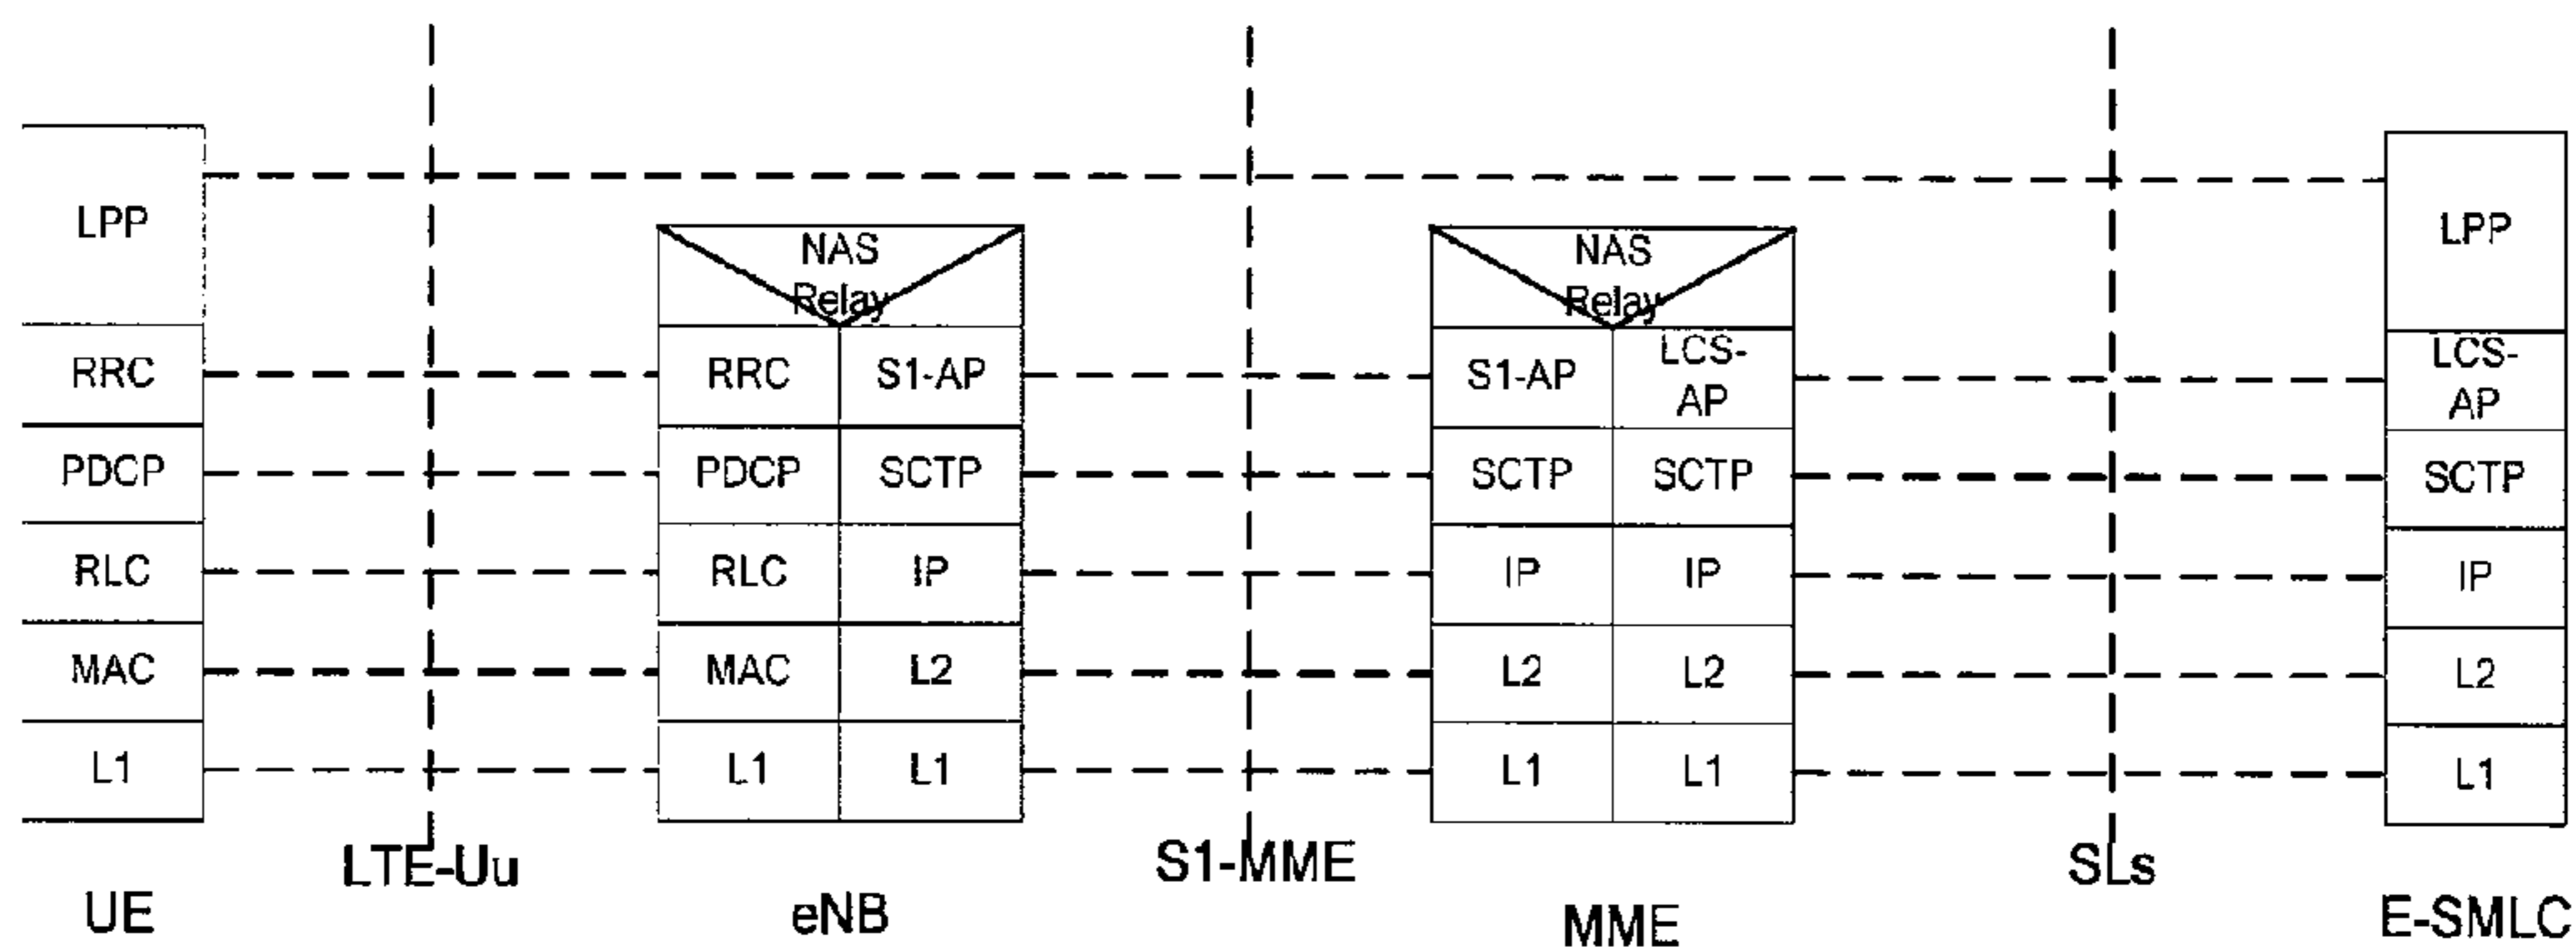 LPP
LPP
NAS
Relay
NAS
Relay
RRC
RRC
S1-AP
S1-AP
LCS-
AP
LCS-
AP
PDCP
PDCP
SCTP
SCTP
SCTP
SCTP
RLC
RLC
IP
IP
IP
IP
MAC
MAC
L2
L2
L2
L2
L1
L1
L1
L1
L1
L1
LTE-Uu
S1-MME
SLs
UE
eNB
MME
E-SMLC